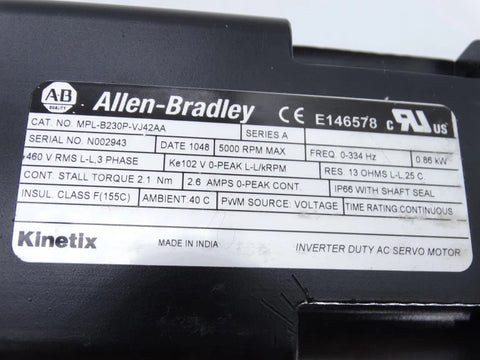 AB QUALITY Allen-Bradley CE E146578 c RU US
CAT. NO. MPL-B230P-VJ42AA SERIES A
SERIAL NO. N002943 DATE 1048 5000 RPM MAX FREQ. 0-334 Hz 0.86 kW
460 V RMS L-L,3 PHASE Ke102 V 0-PEAK L-L/kRPM RES. 13 OHMS L-L,25 C
CONT. STALL TORQUE 2.1 Nm 2.6 AMPS 0-PEAK CONT. IP66 WITH SHAFT SEAL
INSUL. CLASS F(155C) AMBIENT:40 C PWM SOURCE: VOLTAGE TIME RATING:CONTINUOUS
Kinetix MADE IN INDIA INVERTER DUTY AC SERVO MOTOR